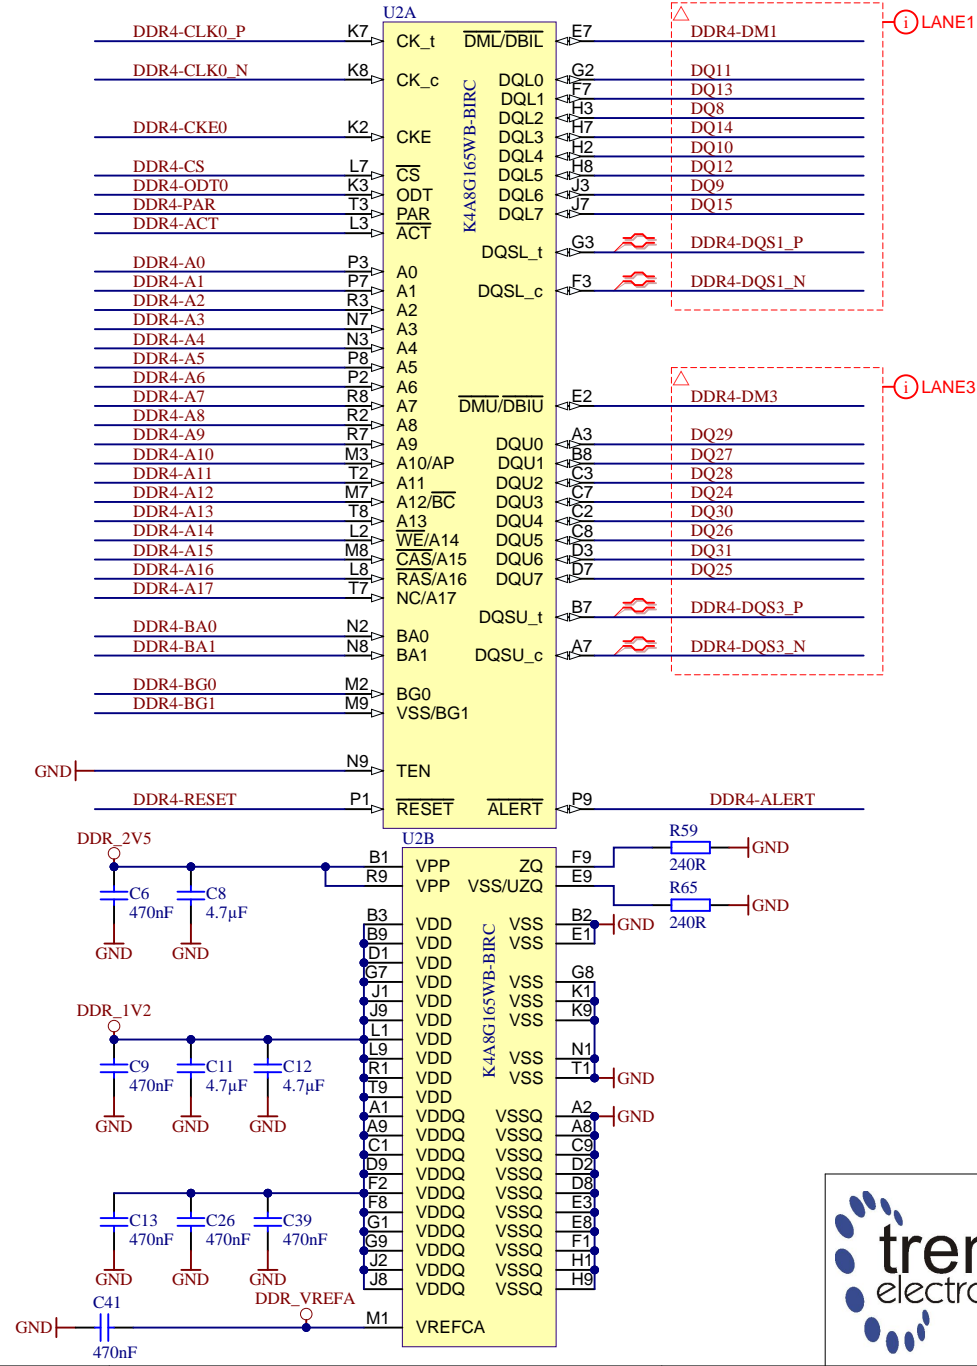 U2A
DDR4-CLK0_P K7 CK_t DML/DBIL E7 DDR4-DM1 i LANE1
DDR4-CLK0_N K8 CK_c DQL0 G2 DQ11
DQL1 F7 DQ13
DQL2 H3 DQ8
DDR4-CKE0 K2 CKE DQL3 H7 DQ14
DQL4 H2 DQ10
DDR4-CS L7 CS DQL5 H8 DQ12
DDR4-ODT0 K3 ODT DQL6 J3 DQ9
DDR4-PAR T3 PAR DQL7 J7 DQ15
DDR4-ACT L3 ACT
K4A8G165WB-BIRC
DQSL_t G3 DDR4-DQS1_P
DDR4-A0 P3 A0
DDR4-A1 P7 A1 DQSL_c F3 DDR4-DQS1_N
DDR4-A2 R3 A2
DDR4-A3 N7 A3
DDR4-A4 N3 A4
DDR4-A5 P8 A5
DDR4-A6 P2 A6 i LANE3
DDR4-A7 R8 A7 DMU/DBIU E2 DDR4-DM3
DDR4-A8 R2 A8
DDR4-A9 R7 A9 DQU0 A3 DQ29
DDR4-A10 M3 A10/AP DQU1 B8 DQ27
DDR4-A11 T2 A11 DQU2 C3 DQ28
DDR4-A12 M7 A12/BC DQU3 C7 DQ24
DDR4-A13 T8 A13 DQU4 C2 DQ30
DDR4-A14 L2 WE/A14 DQU5 C8 DQ26
DDR4-A15 M8 CAS/A15 DQU6 D3 DQ31
DDR4-A16 L8 RAS/A16 DQU7 D7 DQ25
DDR4-A17 T7 NC/A17
DQSU_t B7 DDR4-DQS3_P
DDR4-BA0 N2 BA0
DDR4-BA1 N8 BA1 DQSU_c A7 DDR4-DQS3_N
DDR4-BG0 M2 BG0
DDR4-BG1 M9 VSS/BG1
GND N9 TEN
DDR4-RESET P1 RESET ALERT P9 DDR4-ALERT
U2B
DDR_2V5 B1 VPP ZQ F9 R59 240R GND
R9 VPP VSS/UZQ E9 R65 240R GND
C6 470nF C8 4.7µF
GND GND
B3 VDD VSS B2 GND
B9 VDD VSS E1
D1 VDD
G7 VDD VSS G8
J1 VDD VSS K1
J9 VDD VSS K9
DDR_1V2 L1 VDD
L9 VDD VSS N1
R1 VDD VSS T1 GND
T9 VDD
C9 470nF C11 4.7µF C12 4.7µF
GND GND GND
K4A8G165WB-BIRC
A1 VDDQ VSSQ A2 GND
A9 VDDQ VSSQ A8
C1 VDDQ VSSQ C9
D9 VDDQ VSSQ D2
F2 VDDQ VSSQ D8
F8 VDDQ VSSQ E3
G1 VDDQ VSSQ E8
G9 VDDQ VSSQ F1
J2 VDDQ VSSQ H1
J8 VDDQ VSSQ H9
C13 470nF C26 470nF C39 470nF
GND GND GND
DDR_VREFA
GND C41 470nF M1 VREFCA
tren
electro